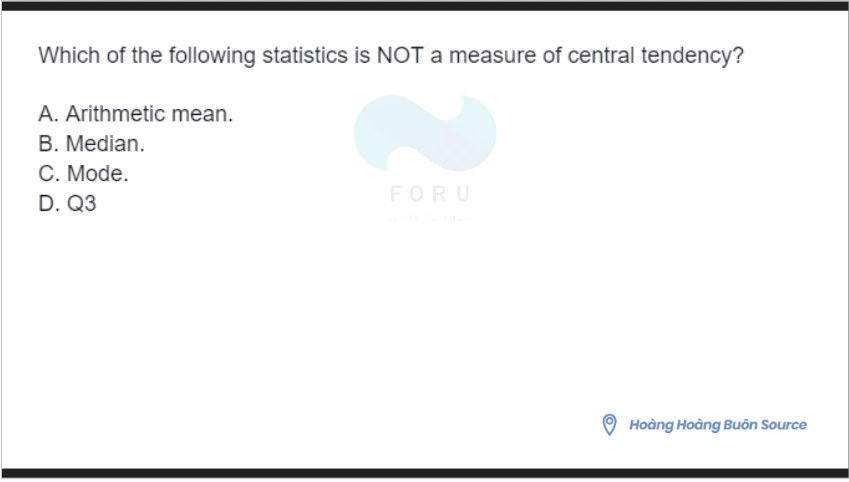 Which of the following statistics is NOT a measure of central tendency?
A. Arithmetic mean.
B. Median.
C. Mode.
D. Q3
FORU
Hoàng Hoàng Buôn Source